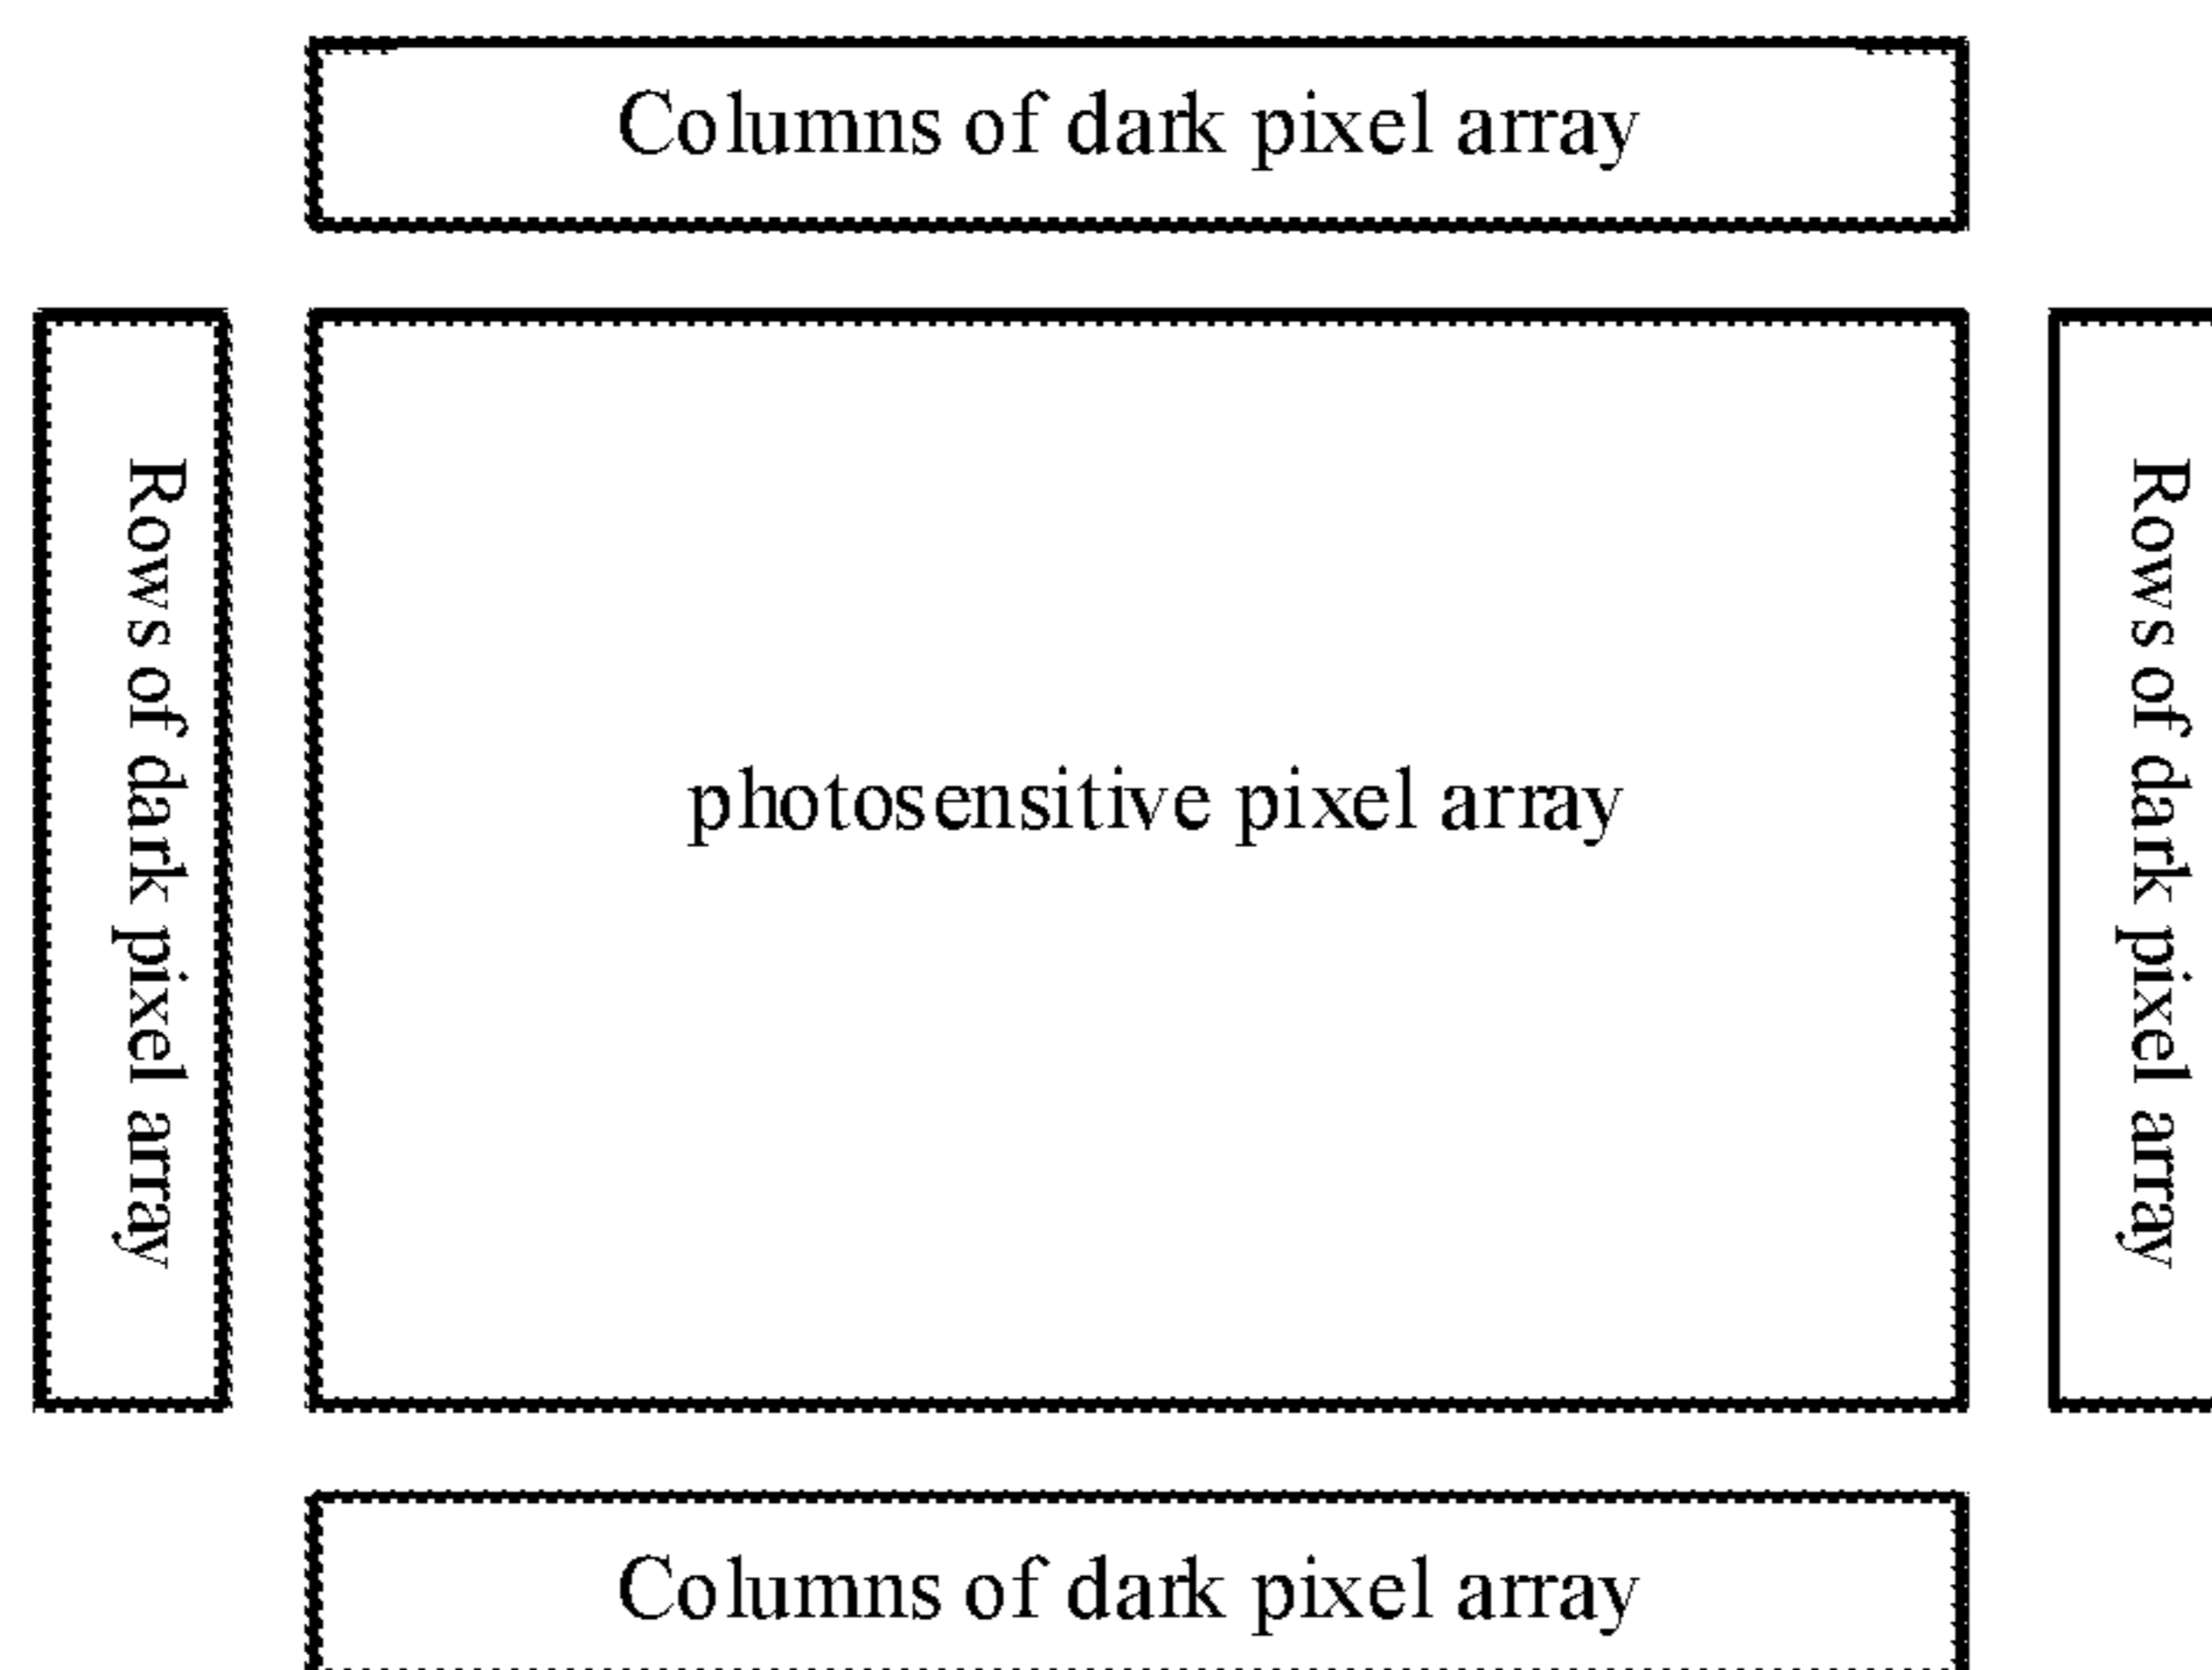 Columns of dark pixel array
Rows of dark pixel array
photosensitive pixel array
Rows of dark pixel array
Columns of dark pixel array